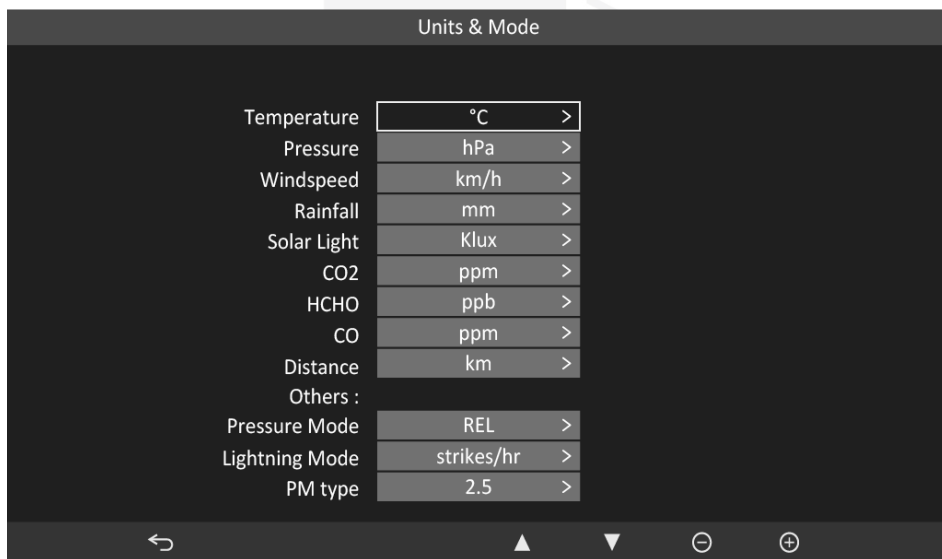 Units & Mode
Temperature °C >
Pressure hPa >
Windspeed km/h >
Rainfall mm >
Solar Light Klux >
CO2 ppm >
HCHO ppb >
CO ppm >
Distance km >
Others :
Pressure Mode REL >
Lightning Mode strikes/hr >
PM type 2.5 >